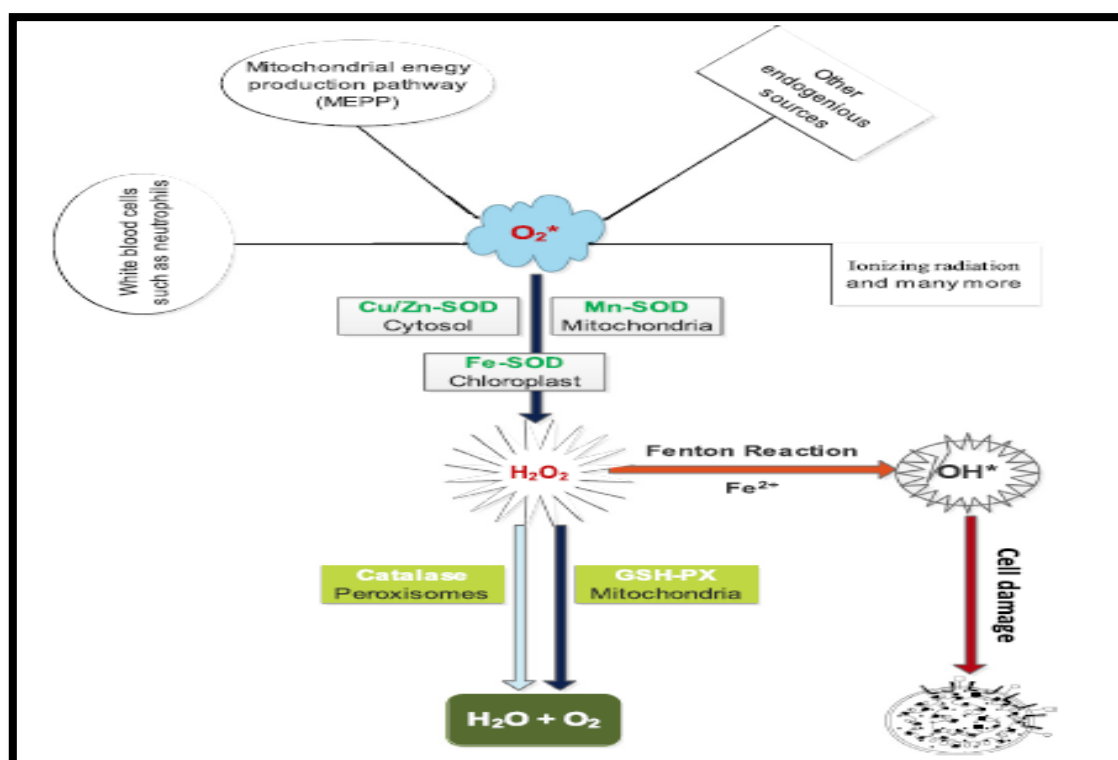 Mitochondrial enegy
production pathway
(MEPP)
Other
endogenious
sources
White blood cells
such as neutrophils
O₂*
Ionizing radiation
and many more
Cu/Zn-SOD
Cytosol
Mn-SOD
Mitochondria
Fe-SOD
Chloroplast
H₂O₂
Fenton Reaction
Fe²⁺
OH*
Catalase
Peroxisomes
GSH-PX
Mitochondria
Cell damage
H₂O + O₂